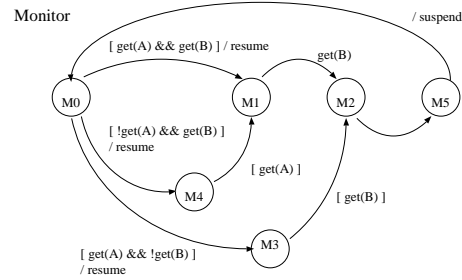 Monitor
/ suspend
[ get(A) && get(B) ] / resume
get(B)
M0
M1
M2
M5
[ !get(A) && get(B) ]
/ resume
[ get(A) ]
M4
[ get(B) ]
M3
[ get(A) && !get(B) ]
/ resume